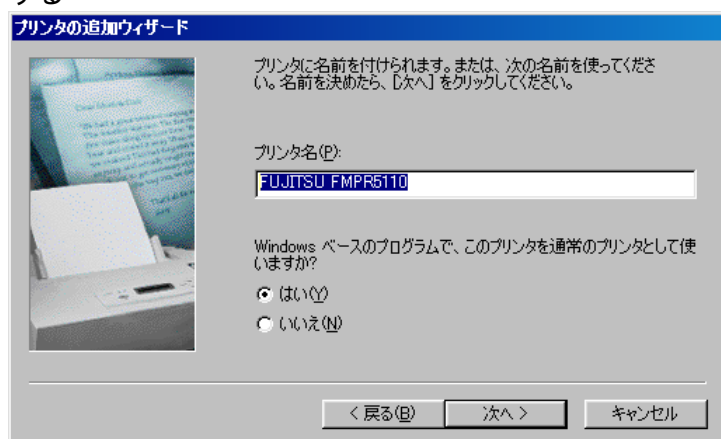 する
プリンタの追加ウィザード
プリンタに名前を付けられます。または、次の名前を使ってくださ
い。名前を決めたら、[次へ] をクリックしてください。
プリンタ名(P):
FUJITSU FMPR5110
Windows ベースのプログラムで、このプリンタを通常のプリンタとして使
いますか?
はい(Y)
いいえ(N)
< 戻る(B)
次へ >
キャンセル